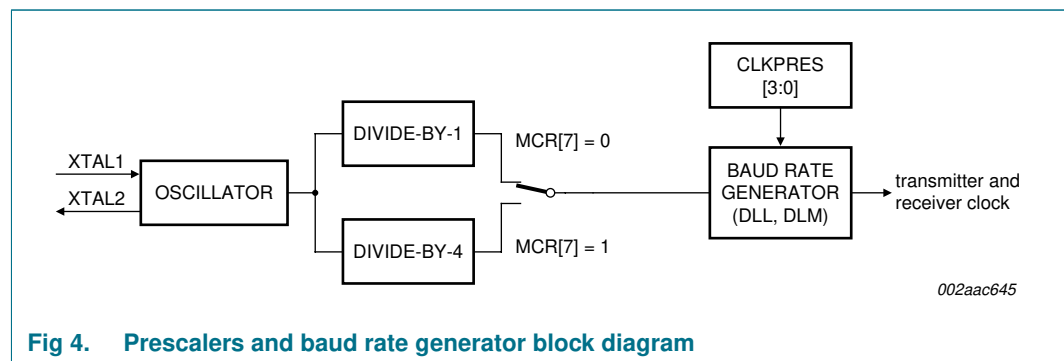 CLKPRES
[3:0]
DIVIDE-BY-1
MCR[7] = 0
XTAL1
XTAL2
OSCILLATOR
BAUD RATE
GENERATOR
(DLL, DLM)
transmitter and
receiver clock
DIVIDE-BY-4
MCR[7] = 1
002aac645
Fig 4. Prescalers and baud rate generator block diagram